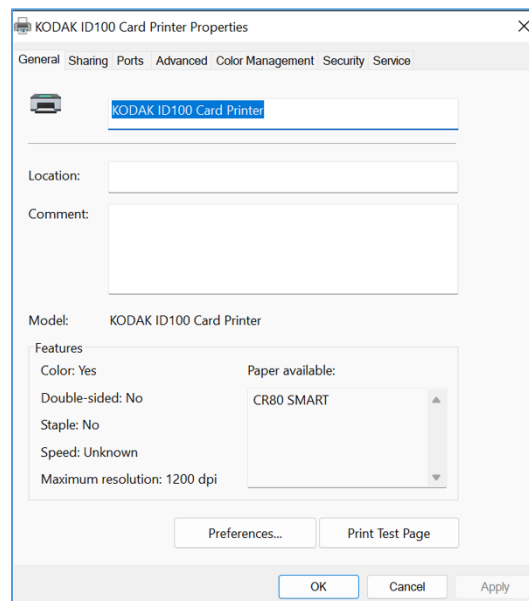 KODAK ID100 Card Printer Properties
General Sharing Ports Advanced Color Management Security Service
KODAK ID100 Card Printer
Location:
Comment:
Model: KODAK ID100 Card Printer
Features
Color: Yes
Paper available:
Double-sided: No
CR80 SMART
Staple: No
Speed: Unknown
Maximum resolution: 1200 dpi
Preferences...
Print Test Page
OK
Cancel
Apply